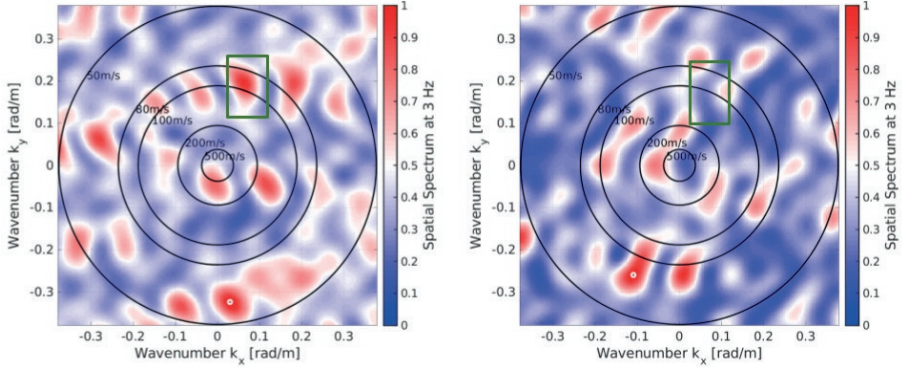 0.3
0.2
0.1
0
-0.1
-0.2
-0.3
Wavenumber k_y [rad/m]
50m/s
80m/s
100m/s
200m/s
500m/s
-0.3 -0.2 -0.1 0 0.1 0.2 0.3
Wavenumber k_x [rad/m]
1
0.9
0.8
0.7
0.6
0.5
0.4
0.3
0.2
0.1
0
Spatial Spectrum at 3 Hz
0.3
0.2
0.1
0
-0.1
-0.2
-0.3
Wavenumber k_y [rad/m]
50m/s
80m/s
100m/s
200m/s
500m/s
-0.3 -0.2 -0.1 0 0.1 0.2 0.3
Wavenumber k_x [rad/m]
1
0.9
0.8
0.7
0.6
0.5
0.4
0.3
0.2
0.1
0
Spatial Spectrum at 3 Hz